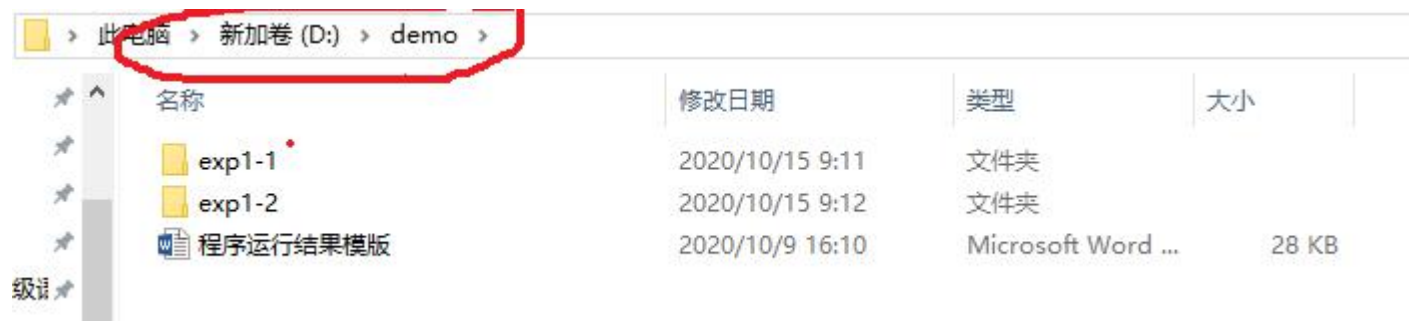 此电脑 > 新加卷 (D:) > demo >
名称 修改日期 类型 大小
exp1-1 2020/10/15 9:11 文件夹
exp1-2 2020/10/15 9:12 文件夹
程序运行结果模版 2020/10/9 16:10 Microsoft Word ... 28 KB
级